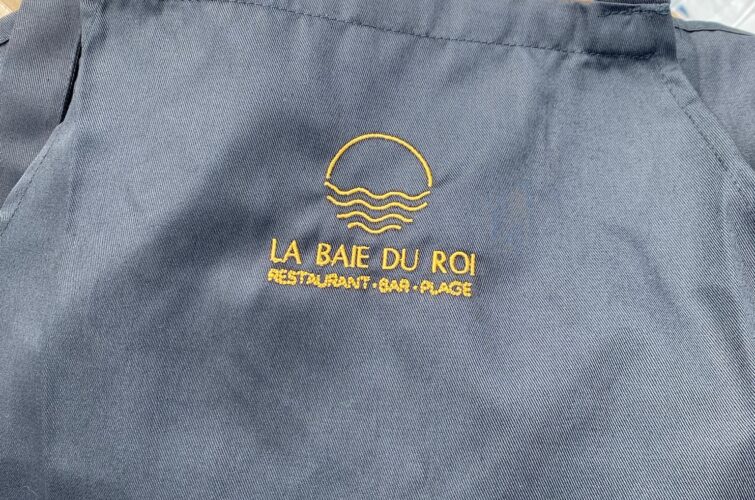 LA BAIE DU ROI
RESTAURANT • BAR • PLAGE